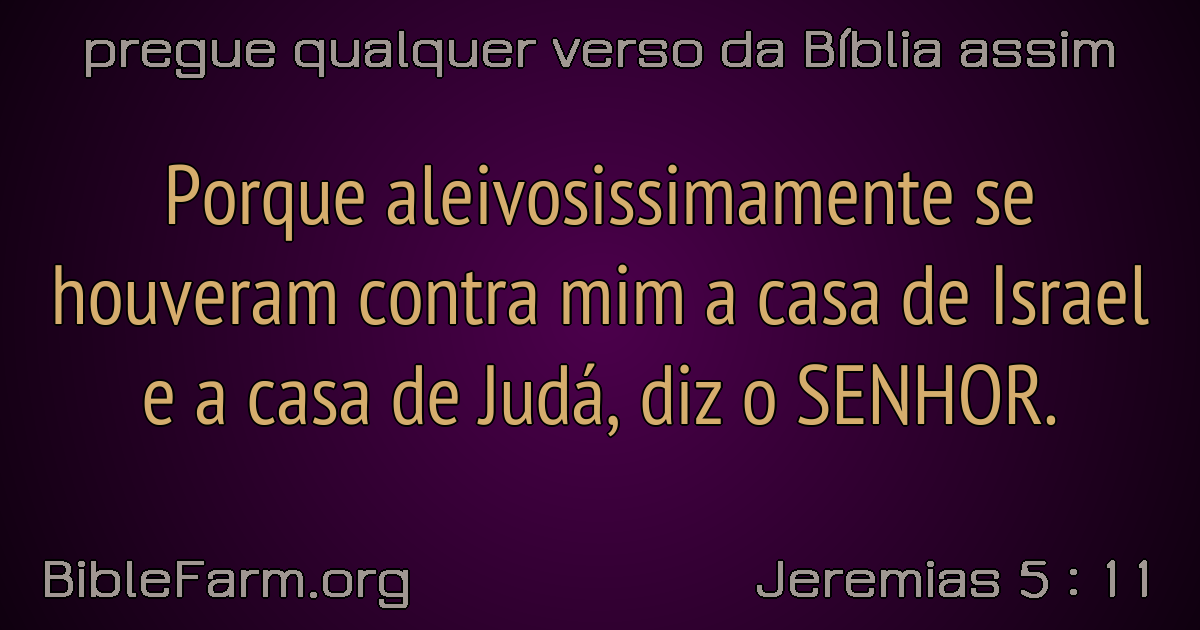 pregue qualquer verso da Bíblia assim
Porque aleivosissimamente se
houveram contra mim a casa de Israel
e a casa de Judá, diz o SENHOR.
BibleFarm.org
Jeremias 5 : 11